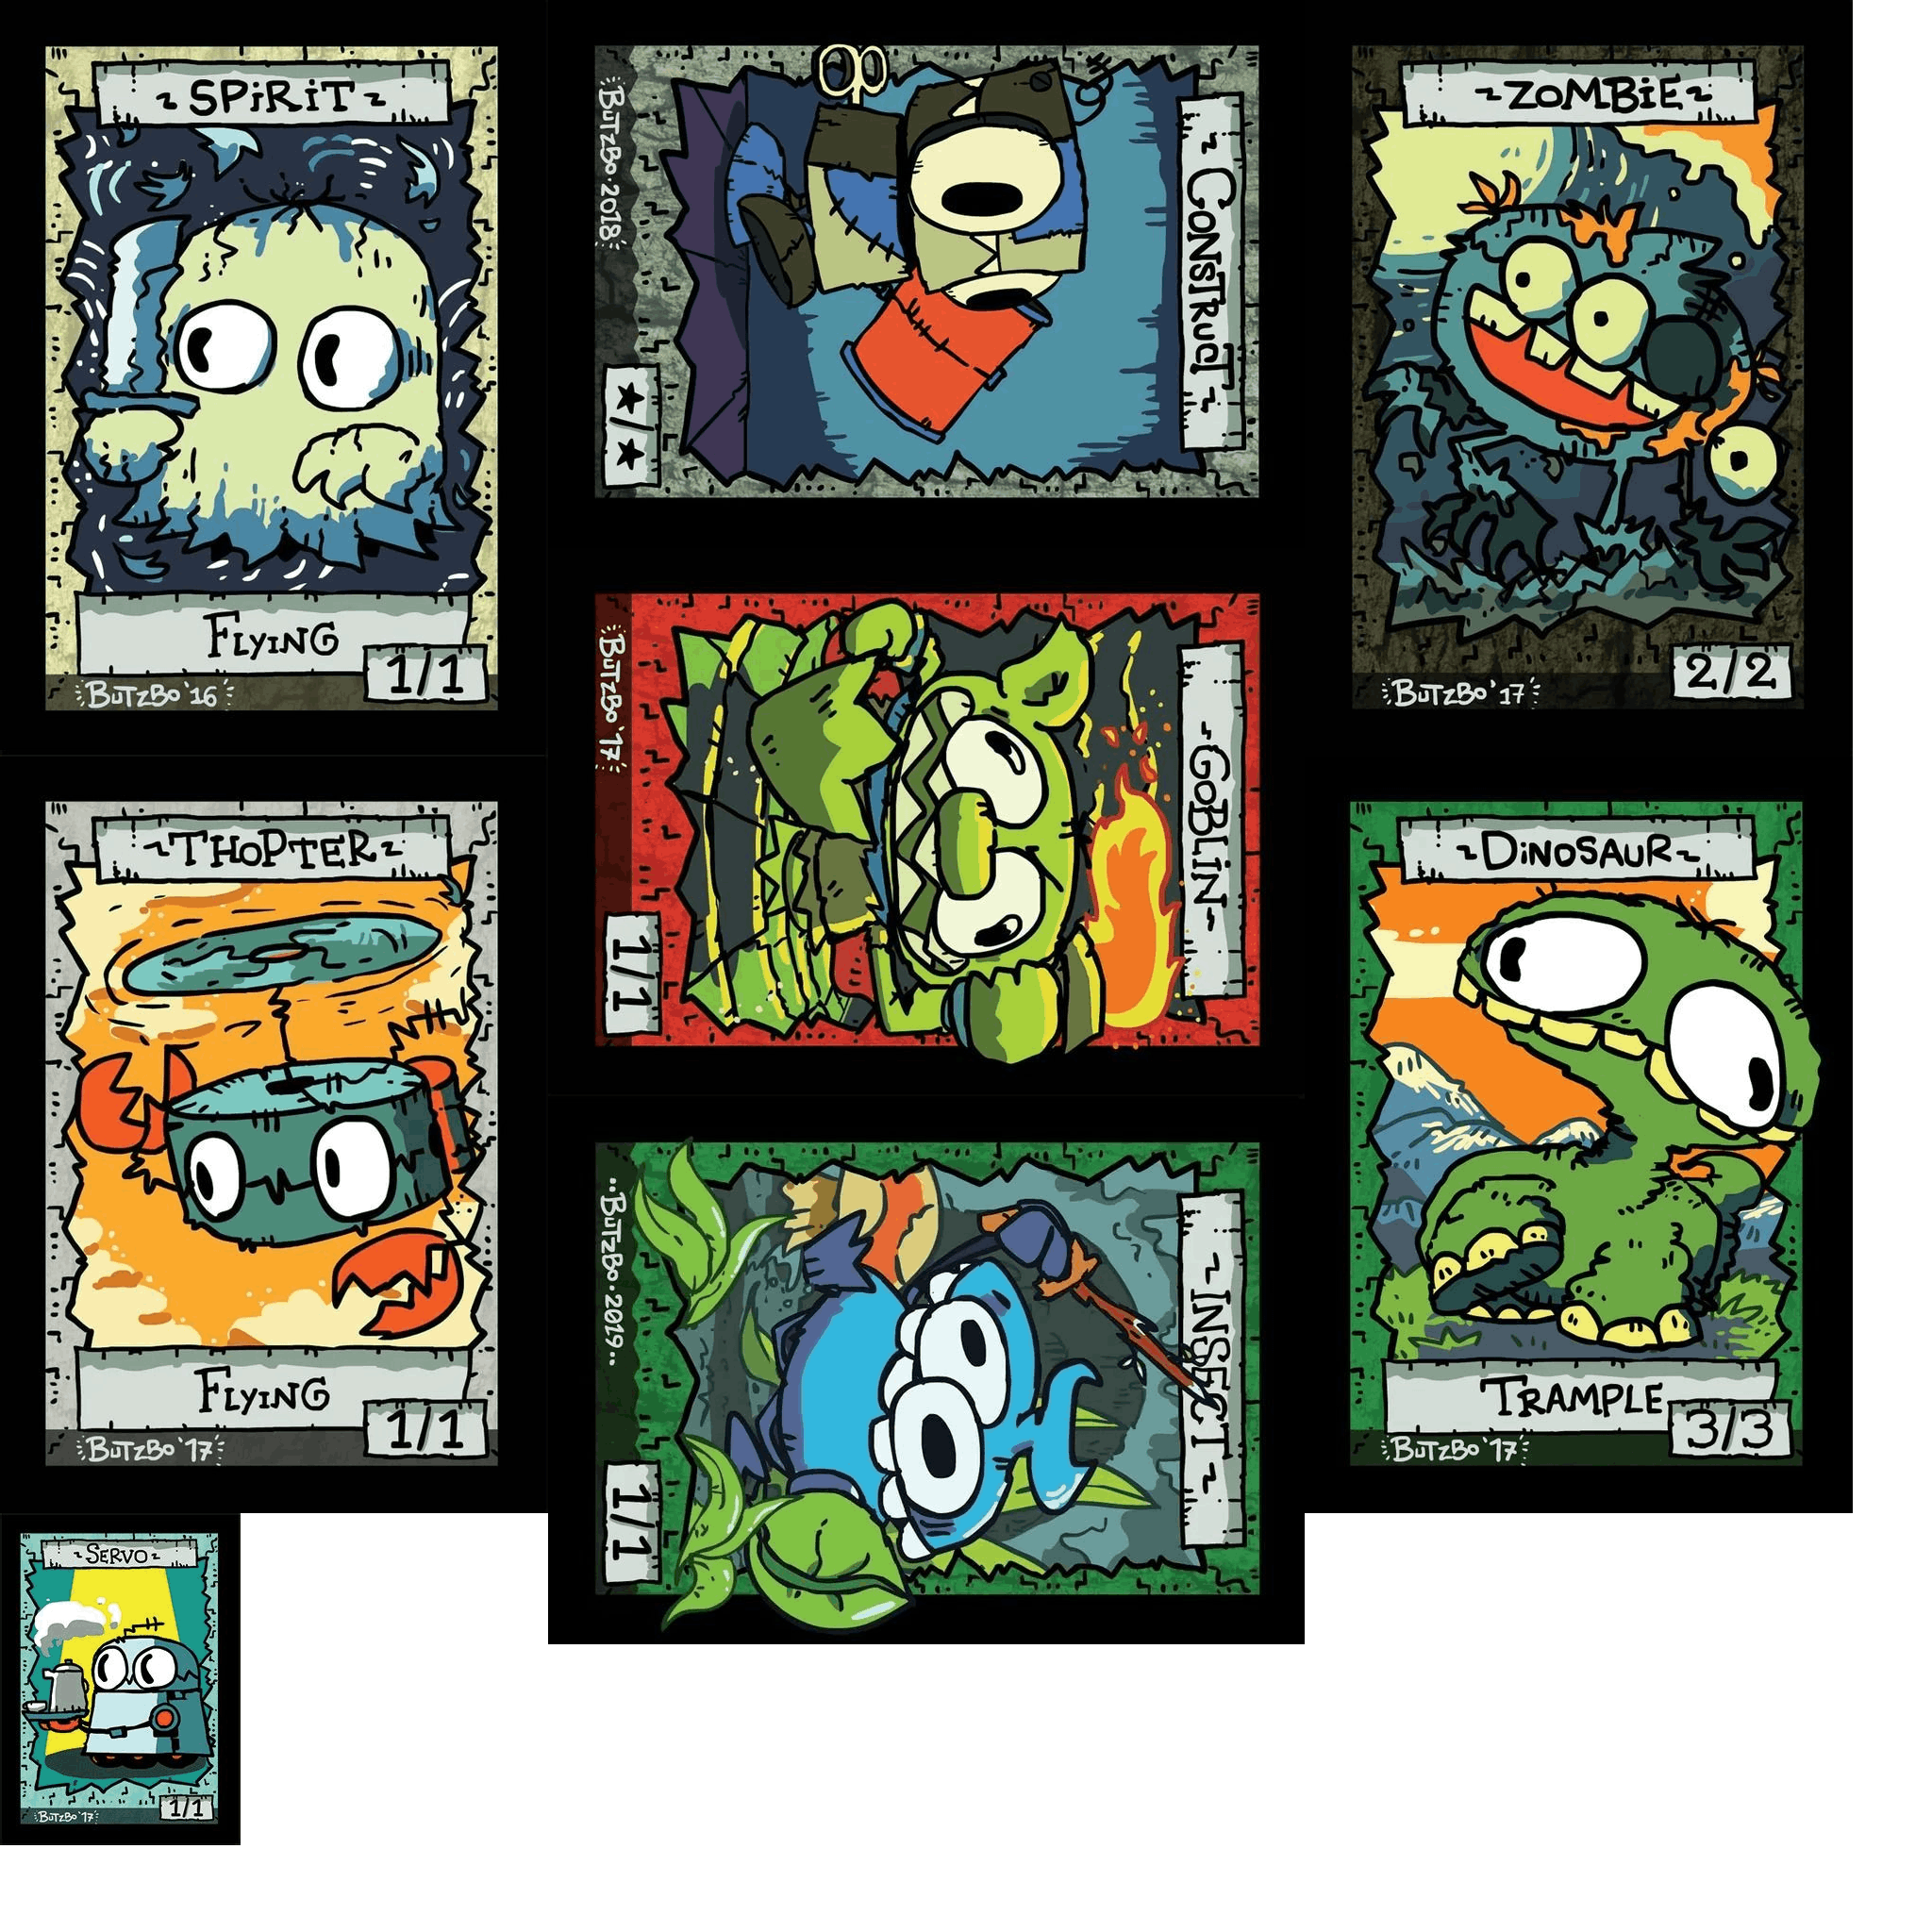 ~SPiRiT~
FLYING
1/1
BUTZBO '16
~THOPTER~
FLYING
1/1
BUTZBO '17
~SERVO~
1/1
BUTZBO '17
~CONSTRUCT~
★/★
BUTZBO·2018
~GOBLiN~
1/1
BUTZBO '17
~INSECT~
1/1
··BUTZBO·2019··
~ZOMBiE~
2/2
BUTZBO '17
~DiNOSAUR~
TRAMPLE
3/3
BUTZBO '17